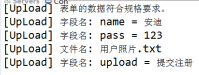 [UpLoad] 表单的数据符合规格要求。
[UpLoad] 字段名: name = 安迪
[UpLoad] 字段名: pass = 123
[UpLoad] 文件名: 用户照片.txt
[UpLoad] 字段名: upload = 提交注册